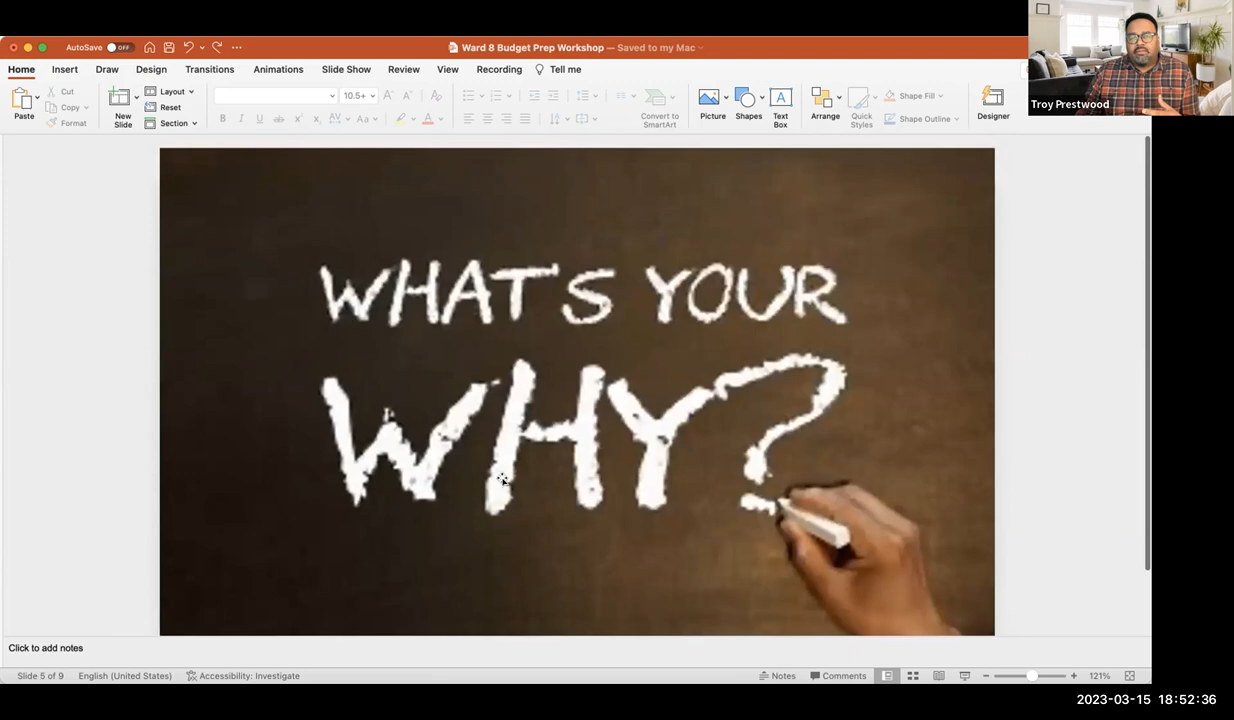 AutoSave OFF
Ward 8 Budget Prep Workshop — Saved to my Mac
Troy Prestwood
Home Insert Draw Design Transitions Animations Slide Show Review View Recording Tell me
Paste
Cut
Copy
Format
New Slide
Layout
Reset
Section
10.5+
Convert to SmartArt
Picture
Shapes
Text Box
Arrange
Quick Styles
Shape Fill
Shape Outline
Designer
WHAT'S YOUR
WHY?
Click to add notes
Slide 5 of 9 English (United States) Accessibility: Investigate Notes Comments 121%
2023-03-15 18:52:36